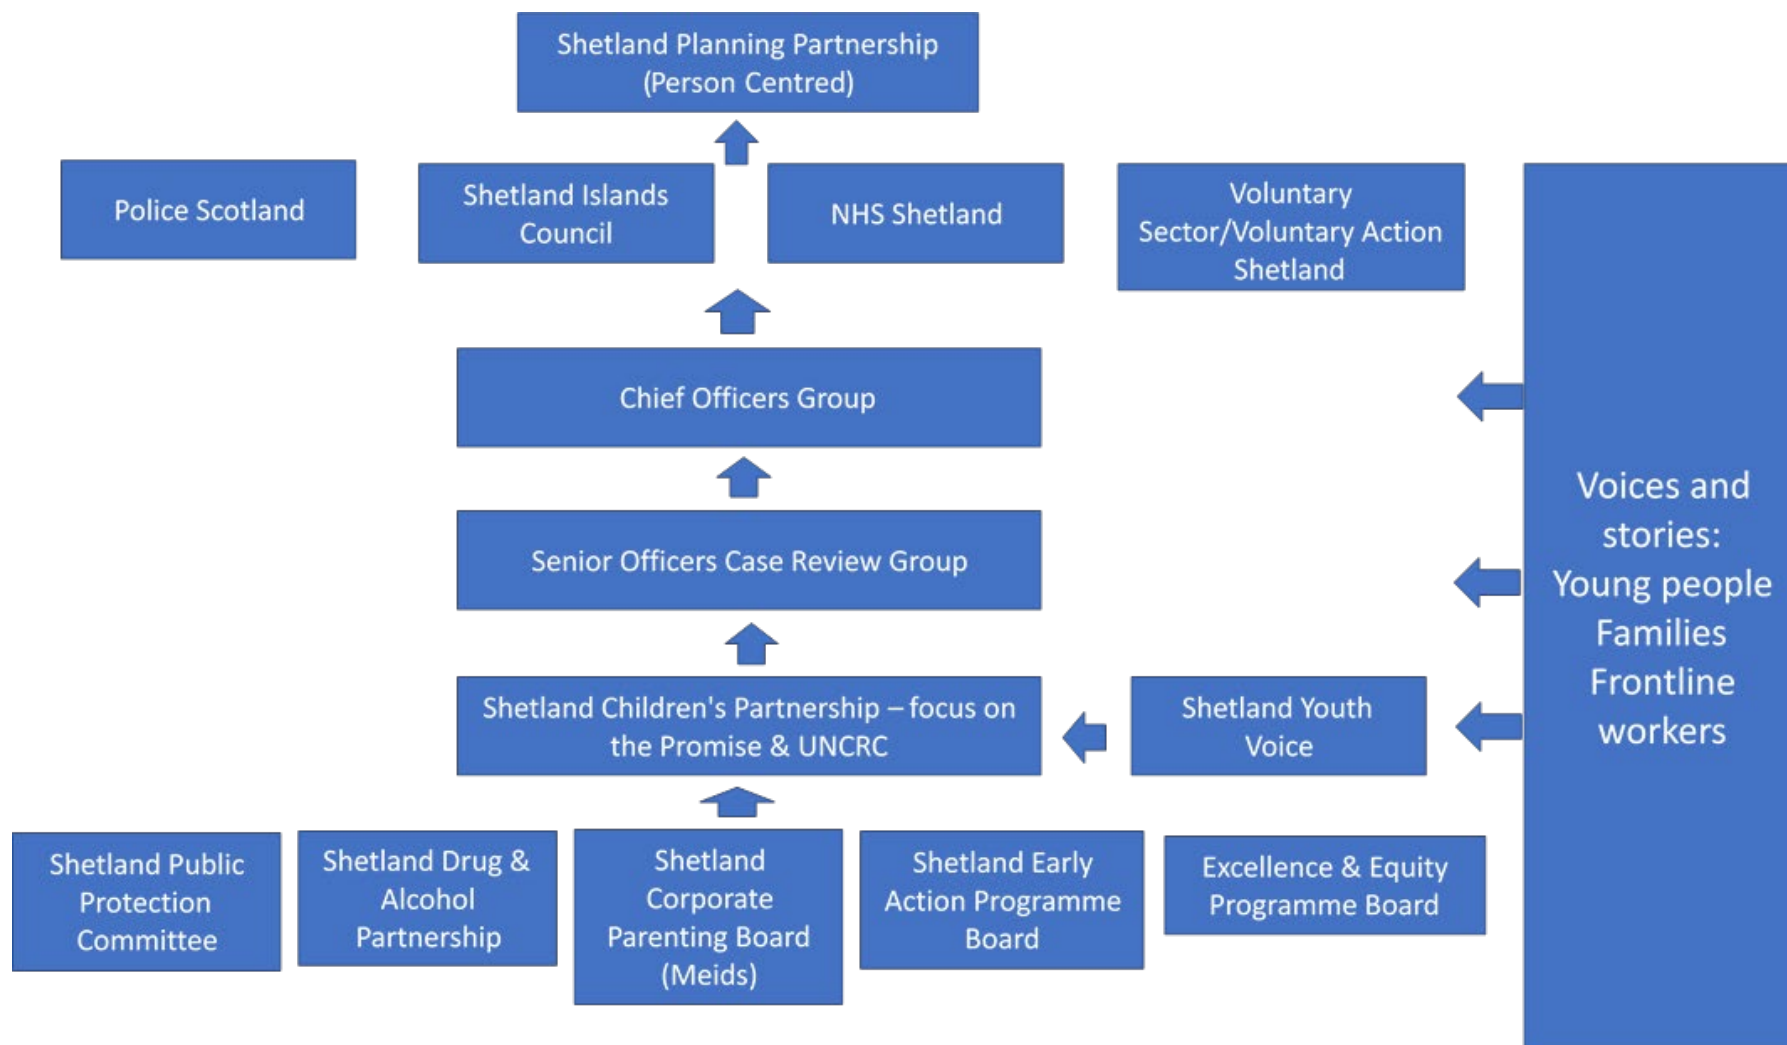 Shetland Planning Partnership
(Person Centred)
Police Scotland
Shetland Islands
Council
NHS Shetland
Voluntary
Sector/Voluntary Action
Shetland
Chief Officers Group
Senior Officers Case Review Group
Shetland Children's Partnership – focus on
the Promise & UNCRC
Shetland Youth
Voice
Voices and
stories:
Young people
Families
Frontline
workers
Shetland Public
Protection
Committee
Shetland Drug &
Alcohol
Partnership
Shetland
Corporate
Parenting Board
(Meids)
Shetland Early
Action Programme
Board
Excellence & Equity
Programme Board